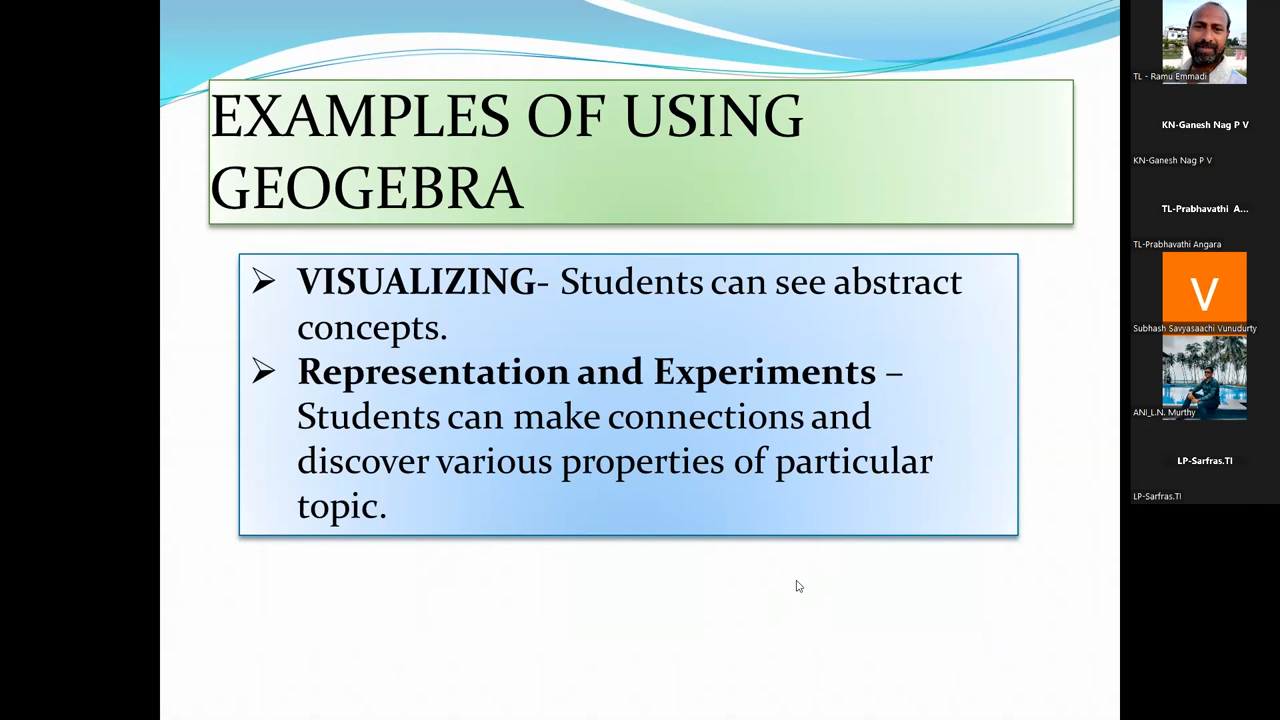 EXAMPLES OF USING
GEOGEBRA
➢ VISUALIZING- Students can see abstract
concepts.
➢ Representation and Experiments –
Students can make connections and
discover various properties of particular
topic.
TL - Ramu Emmadi
KN-Ganesh Nag P V
KN-Ganesh Nag P V
TL-Prabhavathi A...
TL-Prabhavathi Angara
V
Subhash Savyasaachi Vunudurty
ANI_L.N. Murthy
LP-Sarfras.TI
LP-Sarfras.TI